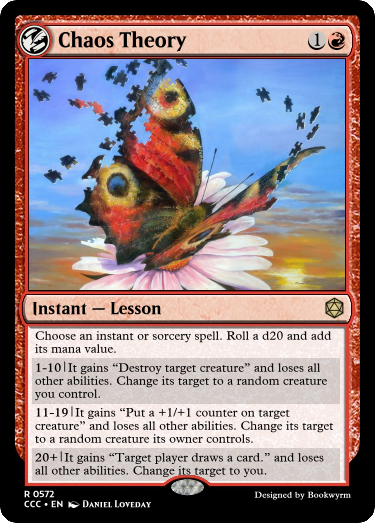 Chaos Theory 1
Instant — Lesson
Choose an instant or sorcery spell. Roll a d20 and add
its mana value.
1-10|It gains “Destroy target creature” and loses all
other abilities. Change its target to a random creature
you control.
11-19|It gains “Put a +1/+1 counter on target
creature” and loses all other abilities. Change its target
to a random creature its owner controls.
20+|It gains “Target player draws a card.” and loses
all other abilities. Change its target to you.
R 0572
CCC • EN Daniel Loveday
Designed by Bookwyrm